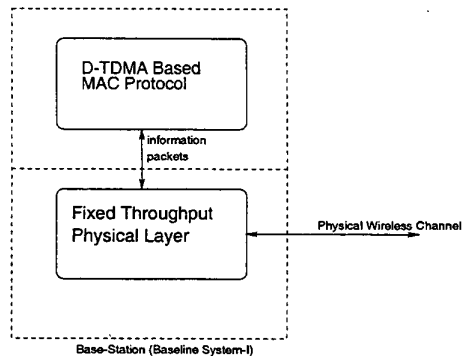 D-TDMA Based
MAC Protocol
information
packets
Fixed Throughput
Physical Layer
Physical Wireless Channel
Base-Station (Baseline System-I)